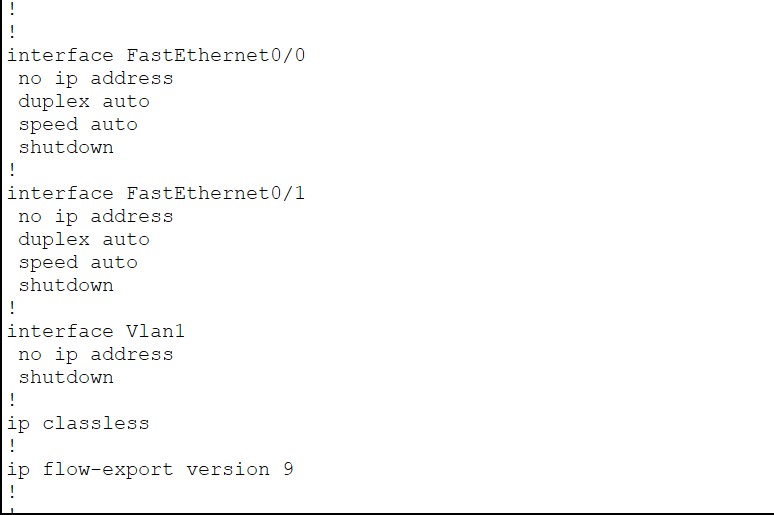 !
!
interface FastEthernet0/0
 no ip address
 duplex auto
 speed auto
 shutdown
!
interface FastEthernet0/1
 no ip address
 duplex auto
 speed auto
 shutdown
!
interface Vlan1
 no ip address
 shutdown
!
ip classless
!
ip flow-export version 9
!
!